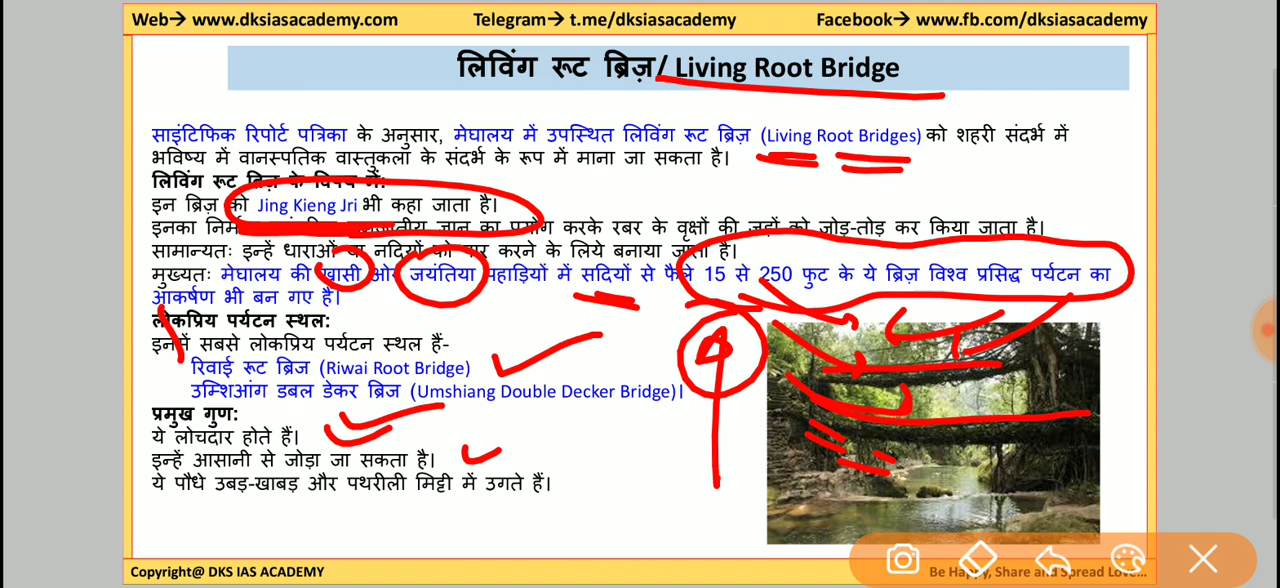 Web→ www.dksiasacademy.com Telegram→ t.me/dksiasacademy Facebook→ www.fb.com/dksiasacademy
लिविंग रूट ब्रिज़/ Living Root Bridge
साइंटिफिक रिपोर्ट पत्रिका के अनुसार, मेघालय में उपस्थित लिविंग रूट ब्रिज़ (Living Root Bridges) को शहरी संदर्भ में
भविष्य में वानस्पतिक वास्तुकला के संदर्भ के रूप में माना जा सकता है।
लिविंग रूट ब्रिज़ के विषय में:
इन ब्रिज़ को Jing Kieng Jri भी कहा जाता है।
इनका ज्ञान का प्रयोग करके रबर के वृक्षों की जड़ों को जोड़-तोड़ कर किया जाता है।
सामान्यतः इन्हें धाराओं या नदियों को पार करने के लिये बनाया जाता है।
मुख्यतः मेघालय की खासी और जयंतिया पहाड़ियों में सदियों से फैले 15 से 250 फुट के ये ब्रिज़ विश्व प्रसिद्ध पर्यटन का
आकर्षण भी बन गए हैं।
लोकप्रिय पर्यटन स्थल:
इनमें सबसे लोकप्रिय पर्यटन स्थल हैं-
रिवाई रूट ब्रिज (Riwai Root Bridge)
उम्शिआंग डबल डेकर ब्रिज (Umshiang Double Decker Bridge)।
प्रमुख गुण:
ये लोचदार होते हैं।
इन्हें आसानी से जोड़ा जा सकता है।
ये पौधे उबड़-खाबड़ और पथरीली मिट्टी में उगते हैं।
Copyright@ DKS IAS ACADEMY Be Happy, Share and Spread Love...